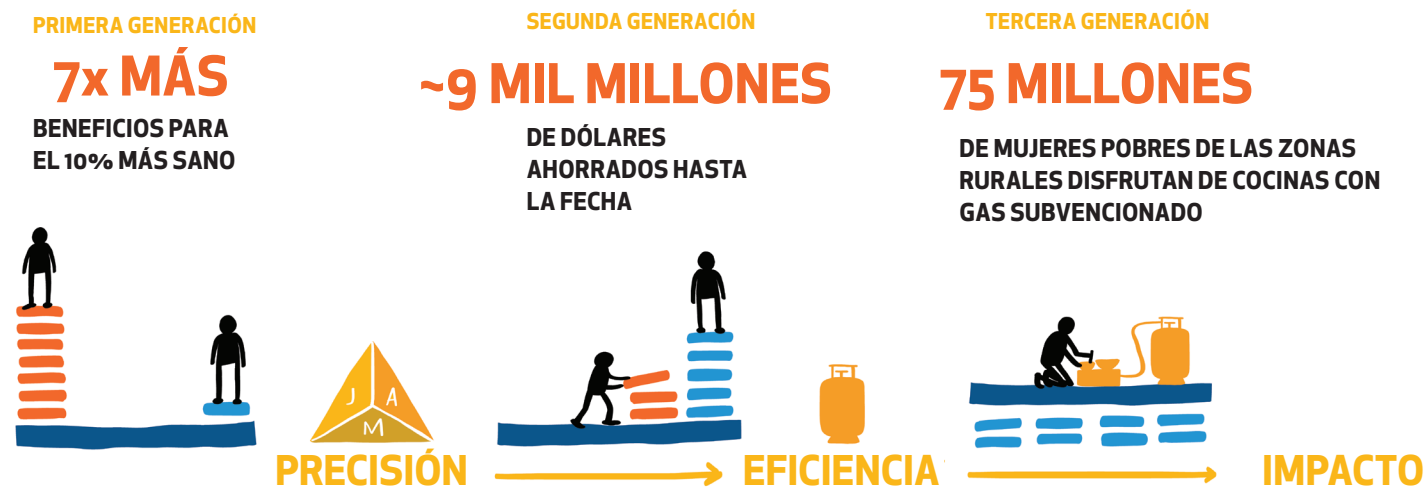 PRIMERA GENERACIÓN
7x MÁS
BENEFICIOS PARA
EL 10% MÁS SANO
SEGUNDA GENERACIÓN
~9 MIL MILLONES
DE DÓLARES
AHORRADOS HASTA
LA FECHA
TERCERA GENERACIÓN
75 MILLONES
DE MUJERES POBRES DE LAS ZONAS
RURALES DISFRUTAN DE COCINAS CON
GAS SUBVENCIONADO
J A
M
PRECISIÓN
EFICIENCIA
IMPACTO